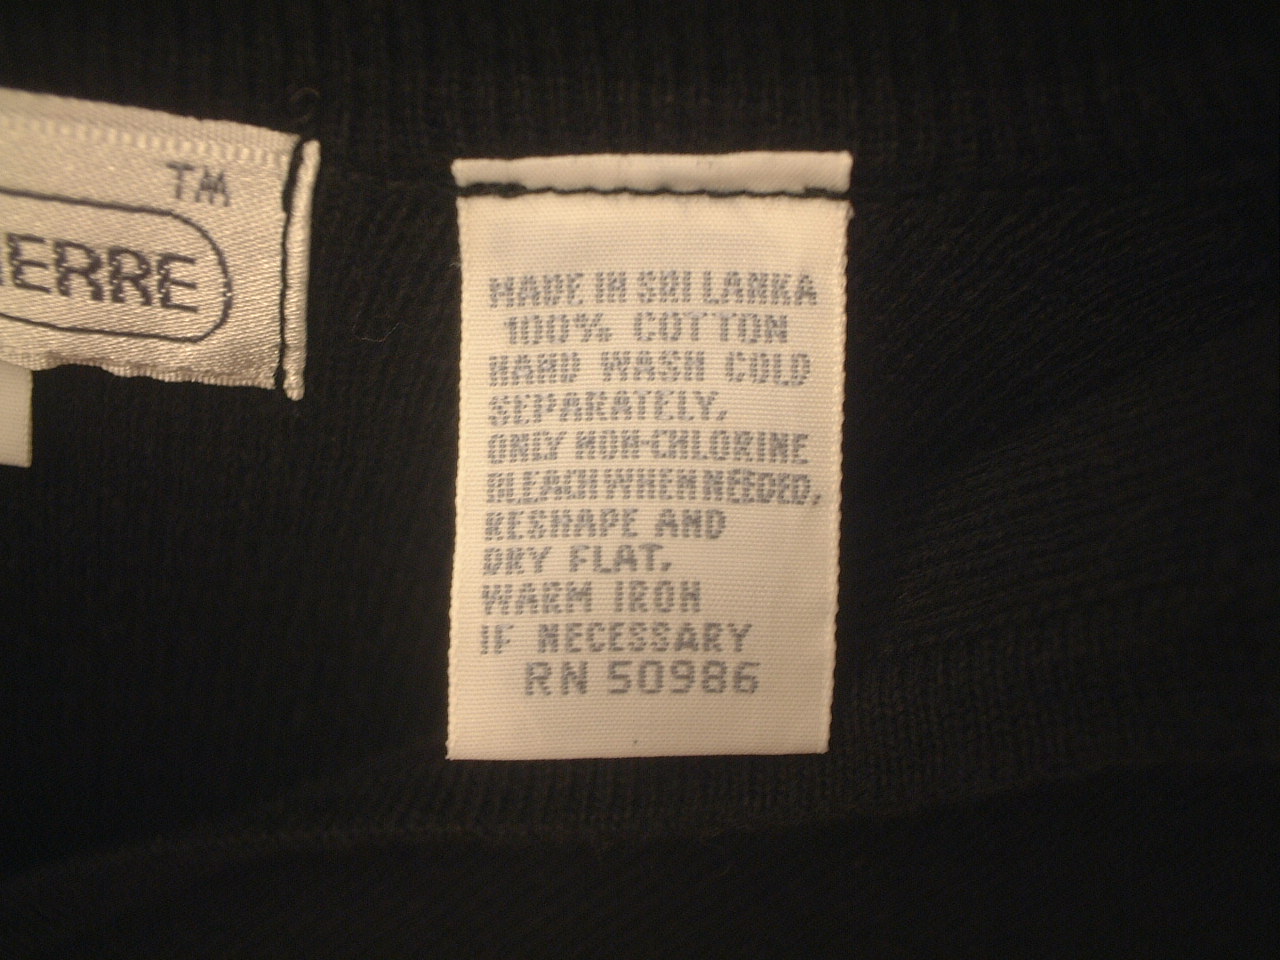 TM
IERRE
MADE IN SRI LANKA
100% COTTON
HAND WASH COLD
SEPARATELY.
ONLY NON-CHLORINE
BLEACH WHEN NEEDED.
RESHAPE AND
DRY FLAT.
WARM IRON
IF NECESSARY
RN 50986